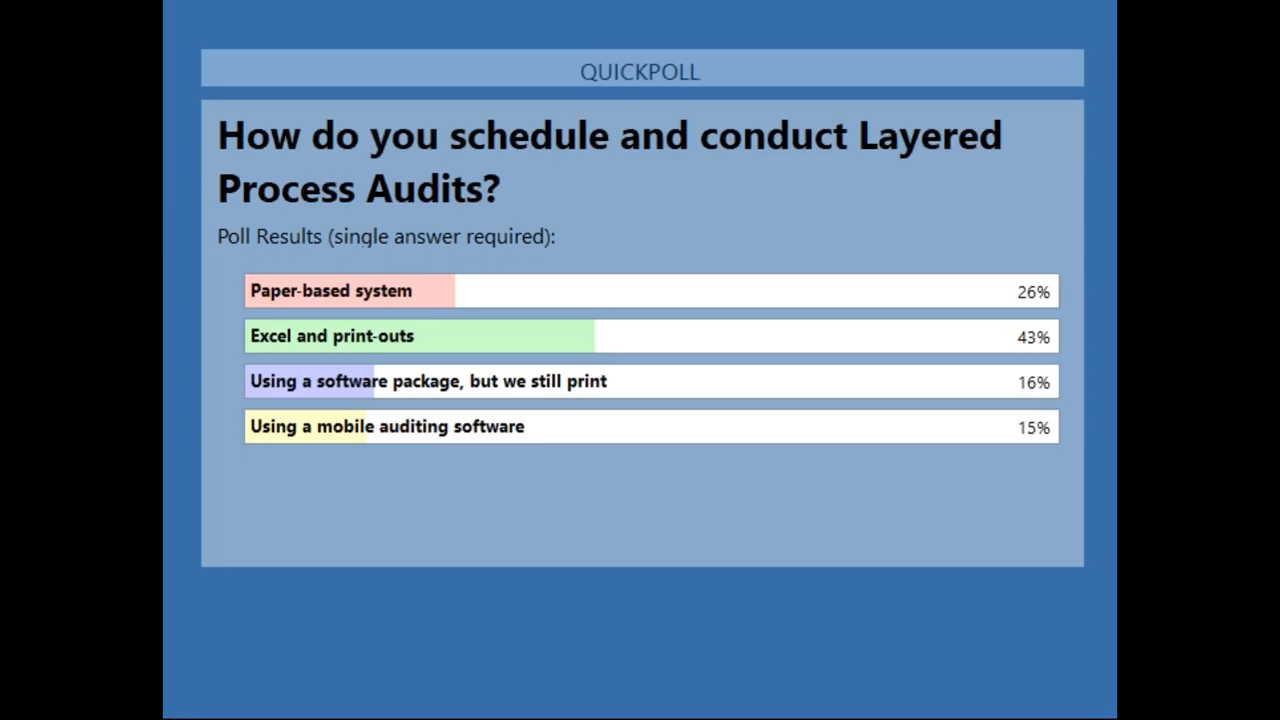 QUICKPOLL
How do you schedule and conduct Layered
Process Audits?
Poll Results (single answer required):
Paper-based system 26%
Excel and print-outs 43%
Using a software package, but we still print 16%
Using a mobile auditing software 15%